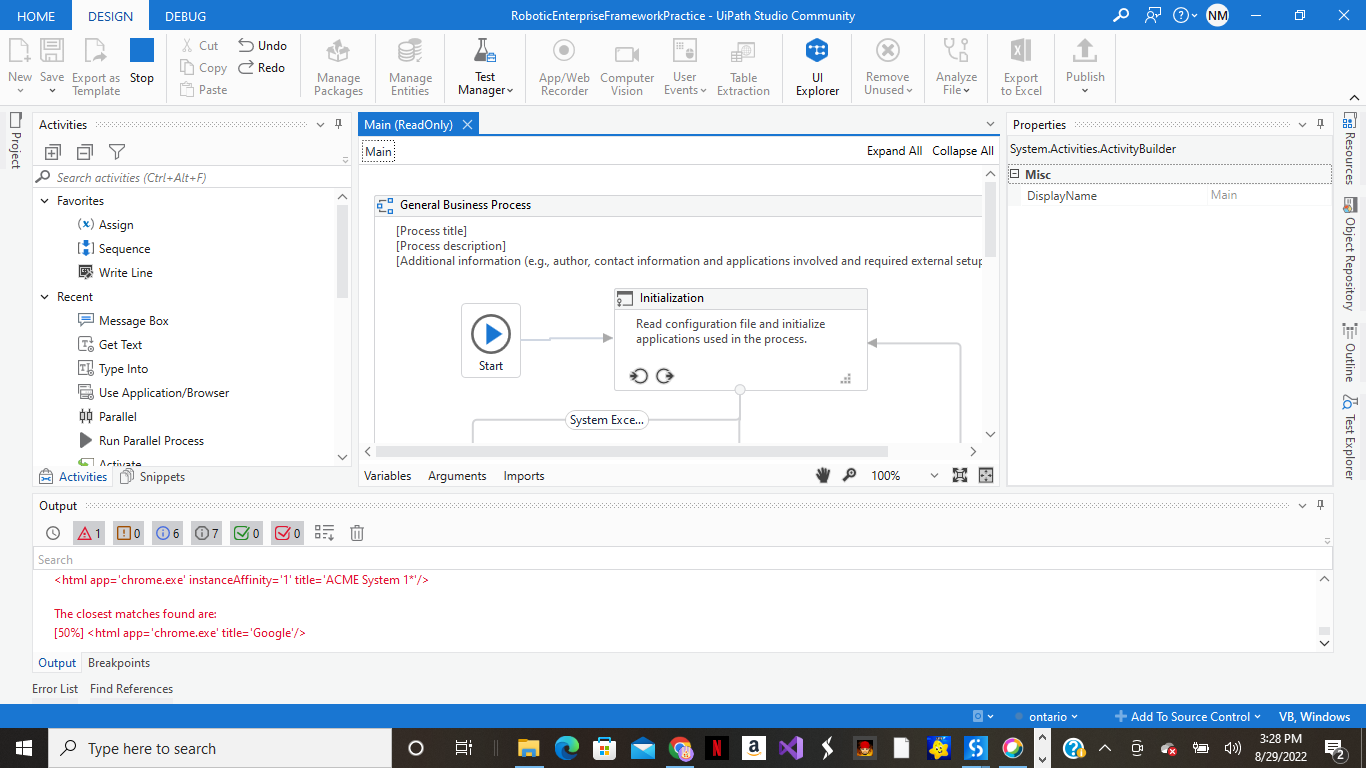 HOME DESIGN DEBUG RoboticEnterpriseFrameworkPractice - UiPath Studio Community NM
New Save Export as Template Stop Cut Copy Paste Undo Redo Manage Packages Manage Entities Test Manager App/Web Recorder Computer Vision User Events Table Extraction UI Explorer Remove Unused Analyze File Export to Excel Publish
Project
Activities
Search activities (Ctrl+Alt+F)
Favorites
Assign
Sequence
Write Line
Recent
Message Box
Get Text
Type Into
Use Application/Browser
Parallel
Run Parallel Process
Activate
Activities Snippets
Main (ReadOnly)
Main Expand All Collapse All
General Business Process
[Process title]
[Process description]
[Additional information (e.g., author, contact information and applications involved and required external setup
Initialization
Read configuration file and initialize
applications used in the process.
Start
System Exce...
Variables Arguments Imports 100%
Properties
System.Activities.ActivityBuilder
Misc
DisplayName Main
Resources
Object Repository
Outline
Test Explorer
Output
1 0 6 7 0 0
Search
<html app='chrome.exe' instanceAffinity='1' title='ACME System 1*'/>
The closest matches found are:
[50%] <html app='chrome.exe' title='Google'/>
Output Breakpoints
Error List Find References
ontario Add To Source Control VB, Windows
Type here to search
3:28 PM
8/29/2022
2